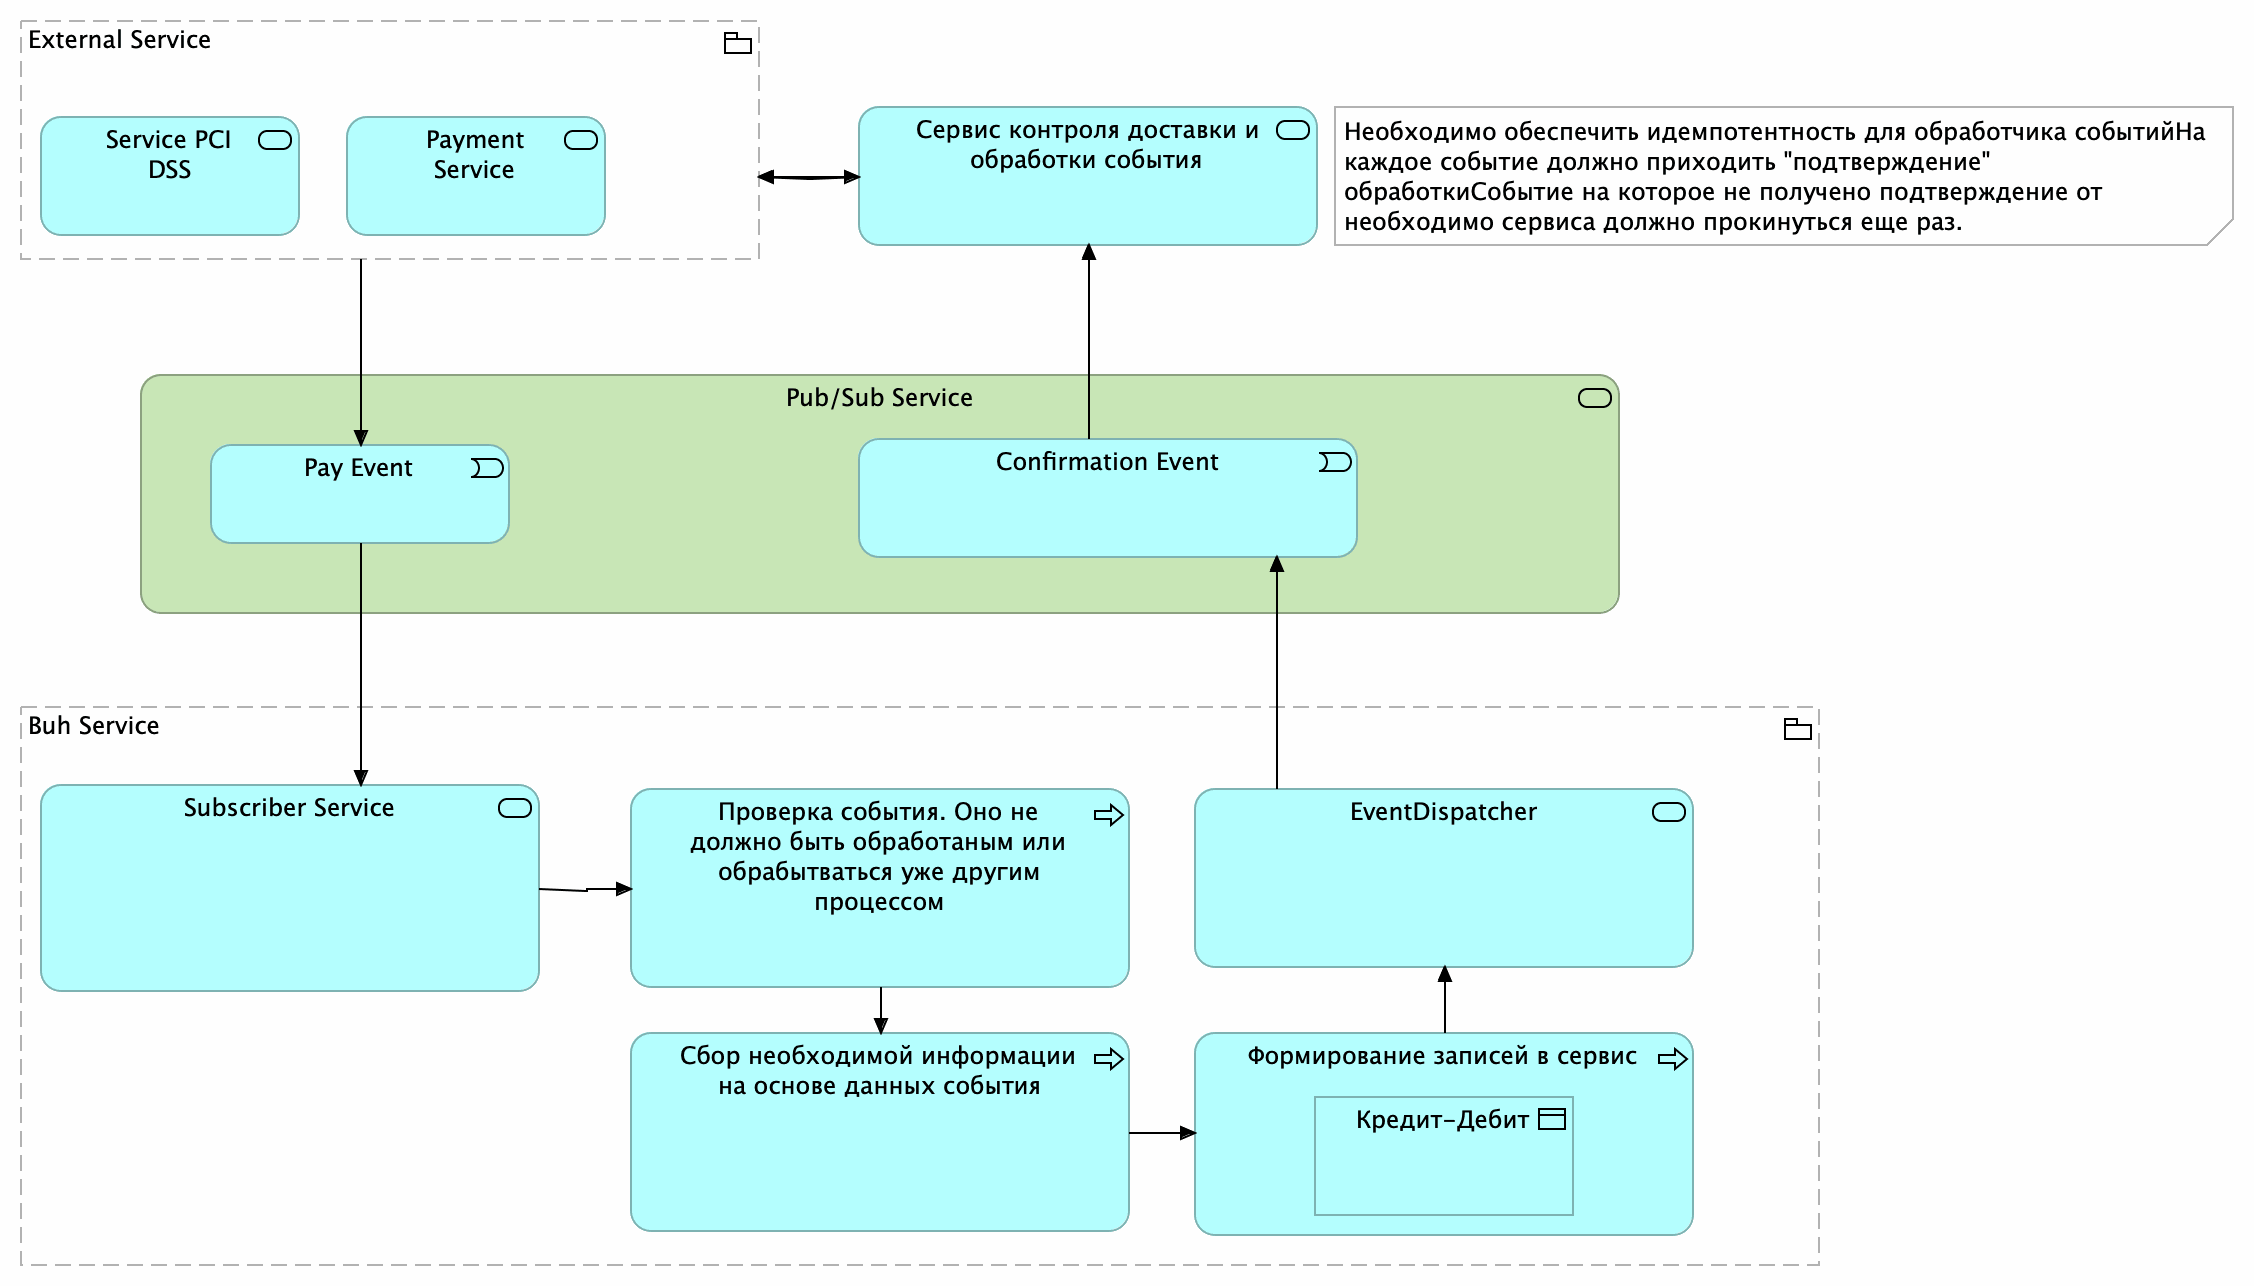 External Service
Service PCI
DSS
Payment
Service
Сервис контроля доставки и
обработки события
Необходимо обеспечить идемпотентность для обработчика событийНа
каждое событие должно приходить "подтверждение"
обработкиСобытие на которое не получено подтверждение от
необходимо сервиса должно прокинуться еще раз.
Pub/Sub Service
Pay Event
Confirmation Event
Buh Service
Subscriber Service
Проверка события. Оно не
должно быть обработаным или
обрабытваться уже другим
процессом
EventDispatcher
Сбор необходимой информации
на основе данных события
Формирование записей в сервис
Кредит-Дебит